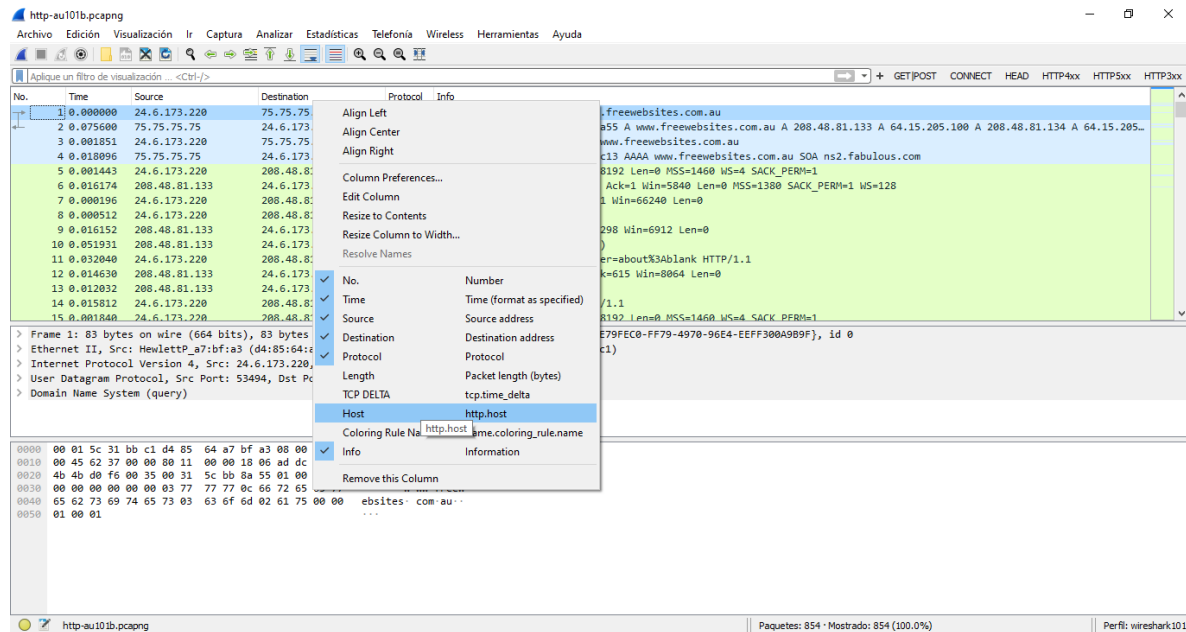 http-au101b.pcapng
Archivo Edición Visualización Ir Captura Analizar Estadísticas Telefonía Wireless Herramientas Ayuda
Aplique un filtro de visualización ... <Ctrl-/> + GET|POST CONNECT HEAD HTTP4xx HTTP5xx HTTP3xx
No. Time Source Destination Protocol Info
1 0.000000 24.6.173.220 75.75.75 .freewebsites.com.au
2 0.075600 75.75.75.75 24.6.173 a55 A www.freewebsites.com.au A 208.48.81.133 A 64.15.205.100 A 208.48.81.134 A 64.15.205…
3 0.001851 24.6.173.220 75.75.75 www.freewebsites.com.au
4 0.018096 75.75.75.75 24.6.173 c13 AAAA www.freewebsites.com.au SOA ns2.fabulous.com
5 0.001443 24.6.173.220 208.48.81 8192 Len=0 MSS=1460 WS=4 SACK_PERM=1
6 0.016174 208.48.81.133 24.6.173 Ack=1 Win=5840 Len=0 MSS=1380 SACK_PERM=1 WS=128
7 0.000196 24.6.173.220 208.48.81 1 Win=66240 Len=0
8 0.000512 24.6.173.220 208.48.81
9 0.016152 208.48.81.133 24.6.173 298 Win=6912 Len=0
10 0.051931 208.48.81.133 24.6.173 )
11 0.032040 24.6.173.220 208.48.81 er=about%3Ablank HTTP/1.1
12 0.014630 208.48.81.133 24.6.173 k=615 Win=8064 Len=0
13 0.012032 208.48.81.133 24.6.173
14 0.015812 24.6.173.220 208.48.81 /1.1
15 0.001840 24.6.173.220 208.48.81 8192 Len=0 MSS=1460 WS=4 SACK_PERM=1
Align Left
Align Center
Align Right
Column Preferences...
Edit Column
Resize to Contents
Resize Column to Width...
Resolve Names
No. Number
Time Time (format as specified)
Source Source address
Destination Destination address
Protocol Protocol
Length Packet length (bytes)
TCP DELTA tcp.time_delta
Host http.host
http.host
Coloring Rule Na ame.coloring_rule.name
Info Information
Remove this Column
Frame 1: 83 bytes on wire (664 bits), 83 bytes E79FEC0-FF79-4970-96E4-EEFF300A9B9F}, id 0
Ethernet II, Src: HewlettP_a7:bf:a3 (d4:85:64:a c1)
Internet Protocol Version 4, Src: 24.6.173.220,
User Datagram Protocol, Src Port: 53494, Dst Po
Domain Name System (query)
0000 00 01 5c 31 bb c1 d4 85 64 a7 bf a3 08 00
0010 00 45 62 37 00 00 80 11 00 00 18 06 ad dc
0020 4b 4b d0 f6 00 35 00 31 5c bb 8a 55 01 00
0030 00 00 00 00 00 00 03 77 77 77 0c 66 72 65
0040 65 62 73 69 74 65 73 03 63 6f 6d 02 61 75 00 00 ebsites· com·au··
0050 01 00 01 ···
http-au101b.pcapng Paquetes: 854 · Mostrado: 854 (100.0%) Perfil: wireshark101